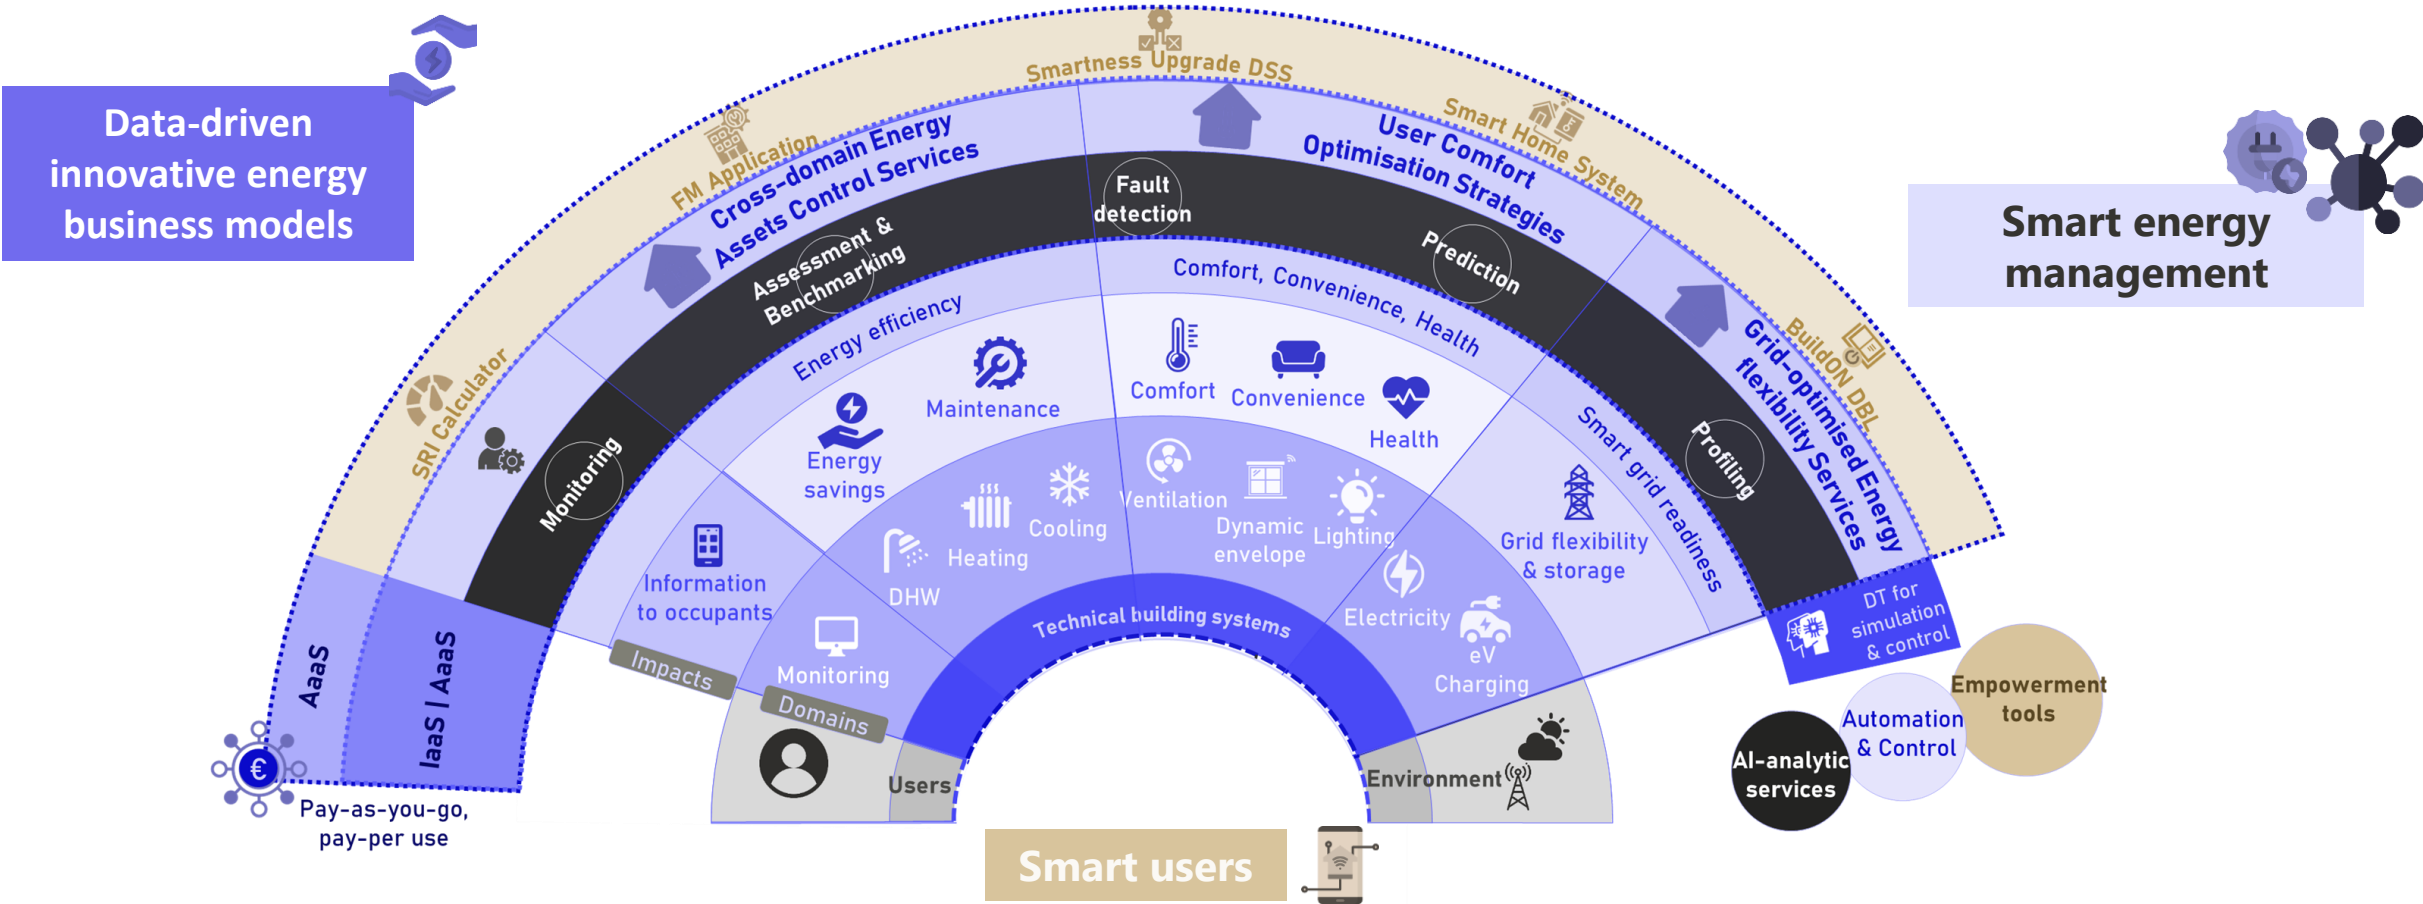 Data-driven
innovative energy
business models
Smart energy
management
SRI Calculator
FM Application
Smartness Upgrade DSS
Smart Home System
BuildON DBL
Cross-domain Energy
Assets Control Services
User Comfort
Optimisation Strategies
Grid-optimised Energy
flexibility Services
Monitoring
Assessment &
Benchmarking
Fault
detection
Prediction
Profiling
Energy efficiency
Comfort, Convenience, Health
Smart grid readiness
Information
to occupants
Energy
savings
Maintenance
Comfort
Convenience
Health
Grid flexibility
& storage
Monitoring
DHW
Heating
Cooling
Ventilation
Dynamic
envelope
Lighting
Electricity
eV
Charging
Technical building systems
Impacts
Domains
Users
Environment
AaaS
IaaS | AaaS
€
Pay-as-you-go,
pay-per use
DT for
simulation
& control
AI-analytic
services
Automation
& Control
Empowerment
tools
Smart users